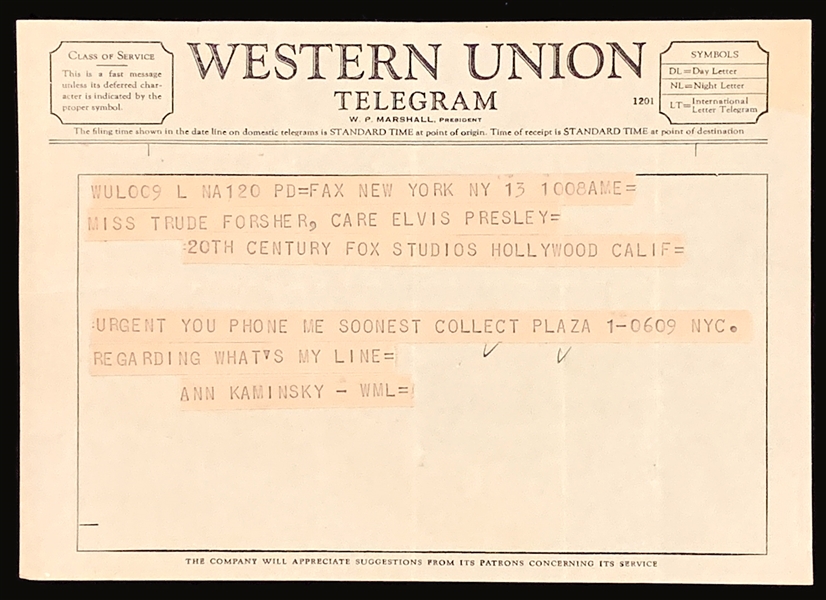 CLASS OF SERVICE
This is a fast message
unless its deferred char-
acter is indicated by the
proper symbol.
WESTERN UNION
TELEGRAM
W. P. MARSHALL, PRESIDENT
1201
SYMBOLS
DL=Day Letter
NL=Night Letter
LT=International Letter Telegram
The filing time shown in the date line on domestic telegrams is STANDARD TIME at point of origin. Time of receipt is STANDARD TIME at point of destination
WUL009 L NA120 PD=FAX NEW YORK NY 13 1008AME=
MISS TRUDE FORSHER, CARE ELVIS PRESLEY=
:20TH CENTURY FOX STUDIOS HOLLYWOOD CALIF=
:URGENT YOU PHONE ME SOONEST COLLECT PLAZA 1-0609 NYC.
REGARDING WHAT'S MY LINE=
ANN KAMINSKY - WML=
THE COMPANY WILL APPRECIATE SUGGESTIONS FROM ITS PATRONS CONCERNING ITS SERVICE